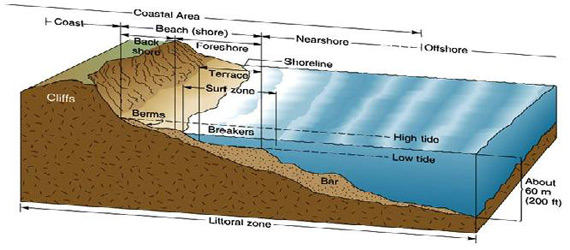 Coastal Area
Coast
Beach (shore)
Nearshore
Offshore
Back
shore
Foreshore
Shoreline
Terrace
Surf zone
Cliffs
Berms
Breakers
High tide
Low tide
Bar
About
60 m
(200 ft)
Littoral zone